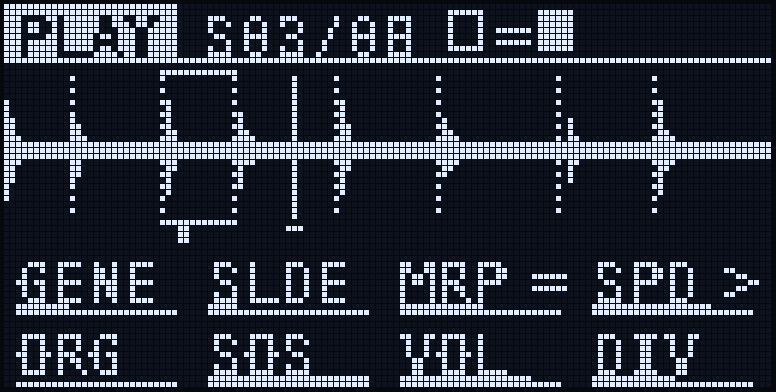 PLAY S03/08 □=■
GENE SLDE MRP = SPD >
ORG SOS VOL DIV